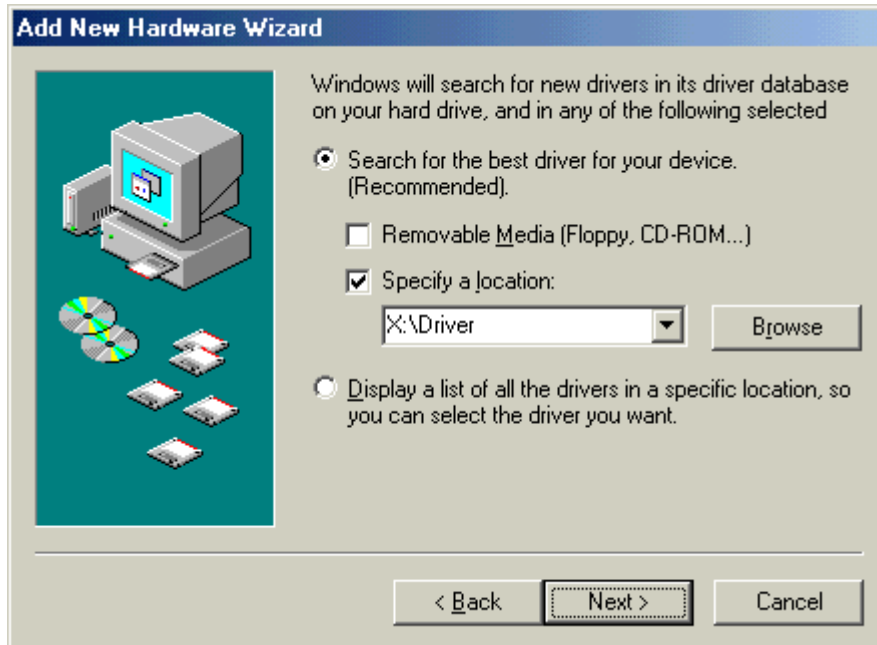 Add New Hardware Wizard
Windows will search for new drivers in its driver database
on your hard drive, and in any of the following selected
Search for the best driver for your device.
(Recommended).
Removable Media (Floppy, CD-ROM...)
Specify a location:
X:\Driver
Browse
Display a list of all the drivers in a specific location, so
you can select the driver you want.
< Back
Next >
Cancel